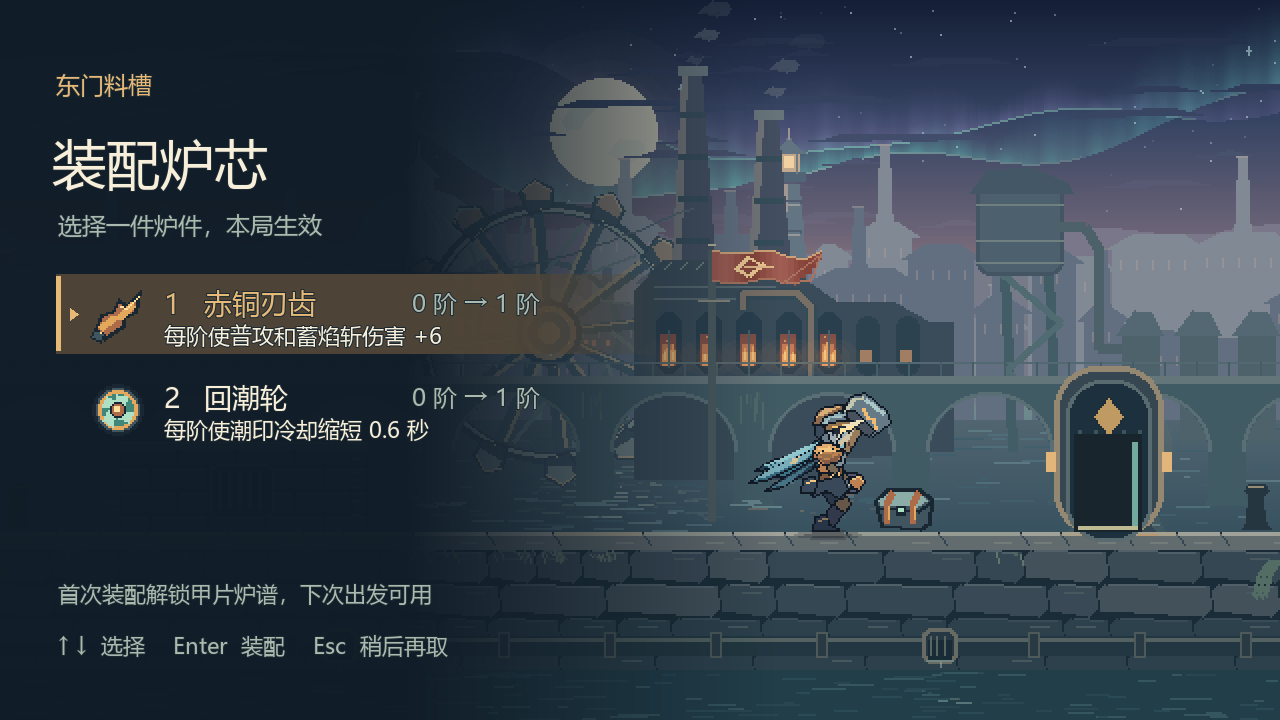 东门料槽
装配炉芯
选择一件炉件，本局生效
1 赤铜刃齿 0 阶 → 1 阶
每阶使普攻和蓄焰斩伤害 +6
2 回潮轮 0 阶 → 1 阶
每阶使潮印冷却缩短 0.6 秒
首次装配解锁甲片炉谱，下次出发可用
↑↓ 选择 Enter 装配 Esc 稍后再取